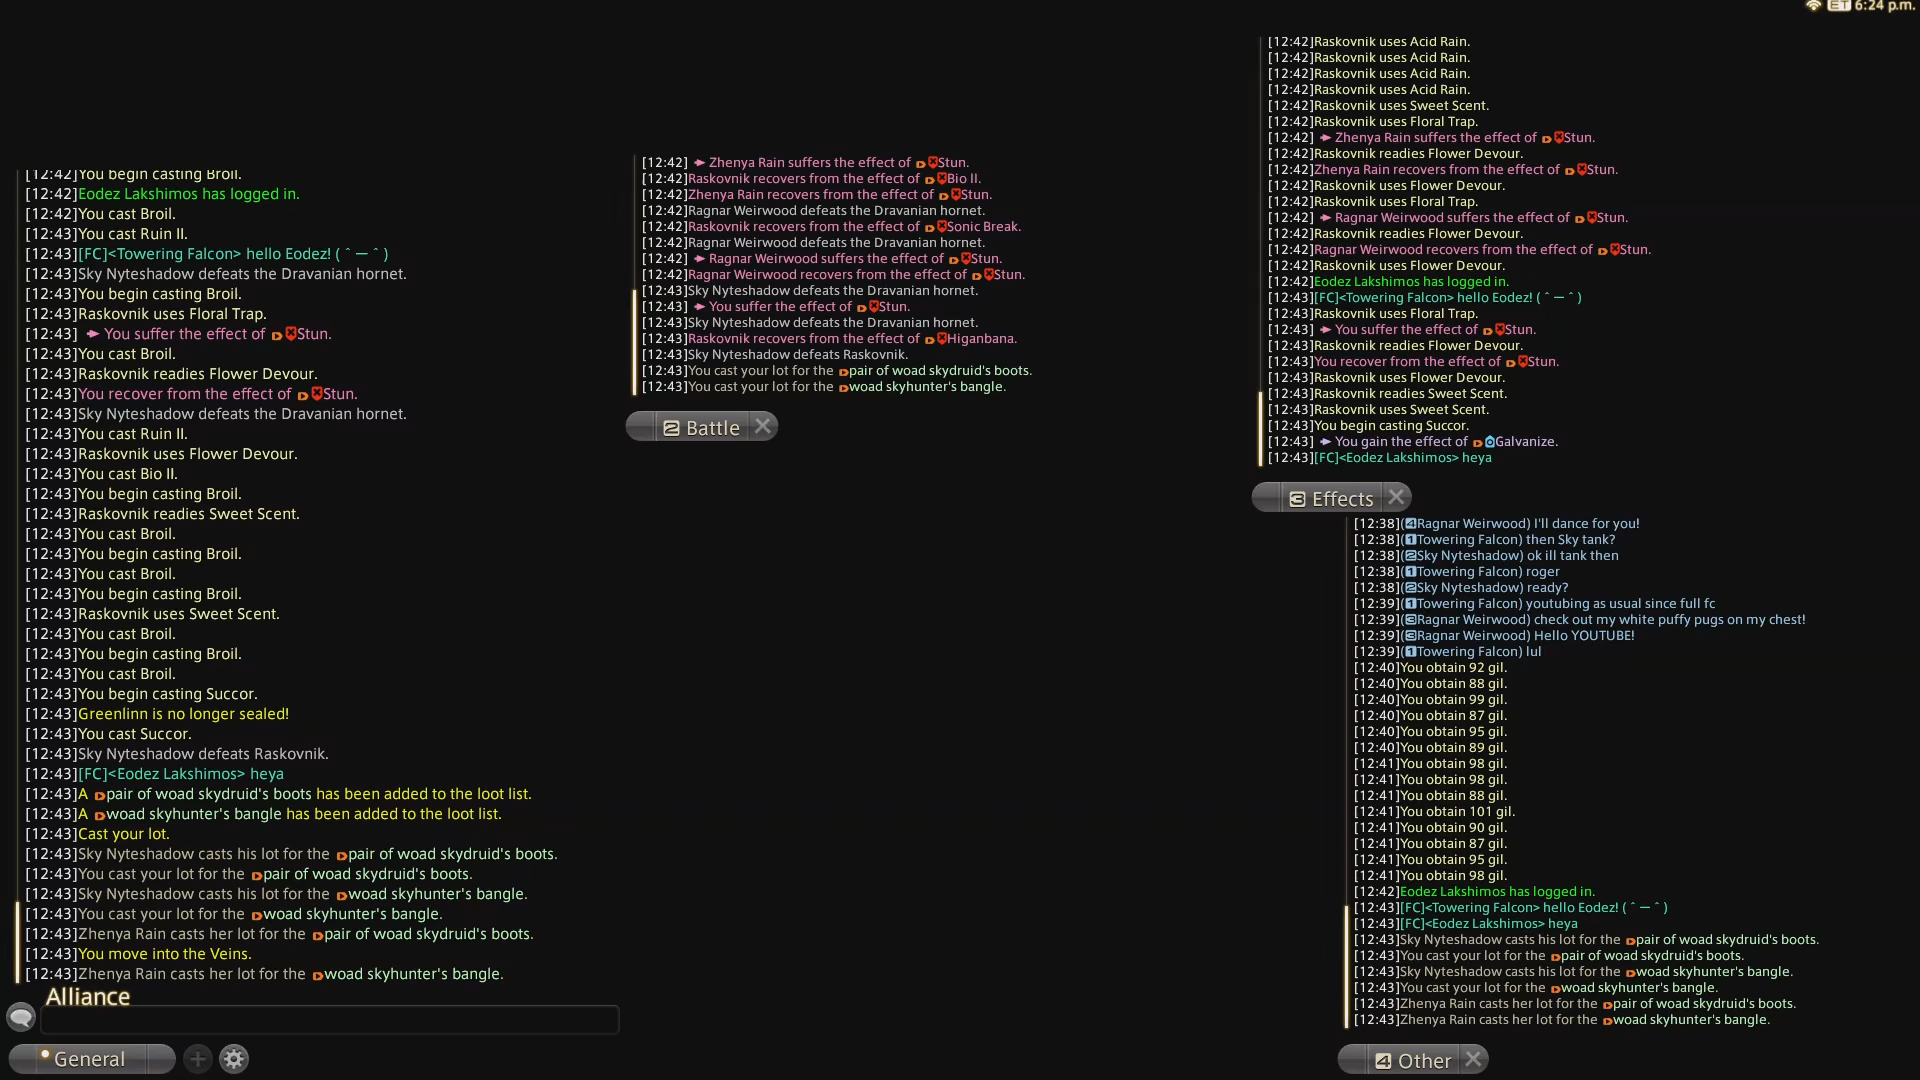 ET 6:24 p.m.
[12:42]You begin casting Broil.
[12:42]Eodez Lakshimos has logged in.
[12:42]You cast Broil.
[12:43]You cast Ruin II.
[12:43][FC]<Towering Falcon> hello Eodez! ( ˆ ー ˆ )
[12:43]Sky Nyteshadow defeats the Dravanian hornet.
[12:43]You begin casting Broil.
[12:43]Raskovnik uses Floral Trap.
[12:43] You suffer the effect of Stun.
[12:43]You cast Broil.
[12:43]Raskovnik readies Flower Devour.
[12:43]You recover from the effect of Stun.
[12:43]Sky Nyteshadow defeats the Dravanian hornet.
[12:43]You cast Ruin II.
[12:43]Raskovnik uses Flower Devour.
[12:43]You cast Bio II.
[12:43]You begin casting Broil.
[12:43]Raskovnik readies Sweet Scent.
[12:43]You cast Broil.
[12:43]You begin casting Broil.
[12:43]You cast Broil.
[12:43]You begin casting Broil.
[12:43]Raskovnik uses Sweet Scent.
[12:43]You cast Broil.
[12:43]You begin casting Broil.
[12:43]You cast Broil.
[12:43]You begin casting Succor.
[12:43]Greenlinn is no longer sealed!
[12:43]You cast Succor.
[12:43]Sky Nyteshadow defeats Raskovnik.
[12:43][FC]<Eodez Lakshimos> heya
[12:43]A pair of woad skydruid's boots has been added to the loot list.
[12:43]A woad skyhunter's bangle has been added to the loot list.
[12:43]Cast your lot.
[12:43]Sky Nyteshadow casts his lot for the pair of woad skydruid's boots.
[12:43]You cast your lot for the pair of woad skydruid's boots.
[12:43]Sky Nyteshadow casts his lot for the woad skyhunter's bangle.
[12:43]You cast your lot for the woad skyhunter's bangle.
[12:43]Zhenya Rain casts her lot for the pair of woad skydruid's boots.
[12:43]You move into the Veins.
[12:43]Zhenya Rain casts her lot for the woad skyhunter's bangle.
Alliance
General
[12:42] Zhenya Rain suffers the effect of Stun.
[12:42]Raskovnik recovers from the effect of Bio II.
[12:42]Zhenya Rain recovers from the effect of Stun.
[12:42]Ragnar Weirwood defeats the Dravanian hornet.
[12:42]Raskovnik recovers from the effect of Sonic Break.
[12:42]Ragnar Weirwood defeats the Dravanian hornet.
[12:42] Ragnar Weirwood suffers the effect of Stun.
[12:42]Ragnar Weirwood recovers from the effect of Stun.
[12:43]Sky Nyteshadow defeats the Dravanian hornet.
[12:43] You suffer the effect of Stun.
[12:43]Sky Nyteshadow defeats the Dravanian hornet.
[12:43]Raskovnik recovers from the effect of Higanbana.
[12:43]Sky Nyteshadow defeats Raskovnik.
[12:43]You cast your lot for the pair of woad skydruid's boots.
[12:43]You cast your lot for the woad skyhunter's bangle.
2 Battle
[12:42]Raskovnik uses Acid Rain.
[12:42]Raskovnik uses Acid Rain.
[12:42]Raskovnik uses Acid Rain.
[12:42]Raskovnik uses Acid Rain.
[12:42]Raskovnik uses Sweet Scent.
[12:42]Raskovnik uses Floral Trap.
[12:42] Zhenya Rain suffers the effect of Stun.
[12:42]Raskovnik readies Flower Devour.
[12:42]Zhenya Rain recovers from the effect of Stun.
[12:42]Raskovnik uses Flower Devour.
[12:42]Raskovnik uses Floral Trap.
[12:42] Ragnar Weirwood suffers the effect of Stun.
[12:42]Raskovnik readies Flower Devour.
[12:42]Ragnar Weirwood recovers from the effect of Stun.
[12:42]Raskovnik uses Flower Devour.
[12:42]Eodez Lakshimos has logged in.
[12:43][FC]<Towering Falcon> hello Eodez! ( ˆ ー ˆ )
[12:43]Raskovnik uses Floral Trap.
[12:43] You suffer the effect of Stun.
[12:43]Raskovnik readies Flower Devour.
[12:43]You recover from the effect of Stun.
[12:43]Raskovnik uses Flower Devour.
[12:43]Raskovnik readies Sweet Scent.
[12:43]Raskovnik uses Sweet Scent.
[12:43]You begin casting Succor.
[12:43] You gain the effect of Galvanize.
[12:43][FC]<Eodez Lakshimos> heya
3 Effects
[12:38](4Ragnar Weirwood) I'll dance for you!
[12:38](1Towering Falcon) then Sky tank?
[12:38](2Sky Nyteshadow) ok ill tank then
[12:38](1Towering Falcon) roger
[12:38](2Sky Nyteshadow) ready?
[12:39](1Towering Falcon) youtubing as usual since full fc
[12:39](3Ragnar Weirwood) check out my white puffy pugs on my chest!
[12:39](3Ragnar Weirwood) Hello YOUTUBE!
[12:39](1Towering Falcon) lul
[12:40]You obtain 92 gil.
[12:40]You obtain 88 gil.
[12:40]You obtain 99 gil.
[12:40]You obtain 87 gil.
[12:40]You obtain 95 gil.
[12:40]You obtain 89 gil.
[12:41]You obtain 98 gil.
[12:41]You obtain 98 gil.
[12:41]You obtain 88 gil.
[12:41]You obtain 101 gil.
[12:41]You obtain 90 gil.
[12:41]You obtain 87 gil.
[12:41]You obtain 95 gil.
[12:41]You obtain 98 gil.
[12:42]Eodez Lakshimos has logged in.
[12:43][FC]<Towering Falcon> hello Eodez! ( ˆ ー ˆ )
[12:43][FC]<Eodez Lakshimos> heya
[12:43]Sky Nyteshadow casts his lot for the pair of woad skydruid's boots.
[12:43]You cast your lot for the pair of woad skydruid's boots.
[12:43]Sky Nyteshadow casts his lot for the woad skyhunter's bangle.
[12:43]You cast your lot for the woad skyhunter's bangle.
[12:43]Zhenya Rain casts her lot for the pair of woad skydruid's boots.
[12:43]Zhenya Rain casts her lot for the woad skyhunter's bangle.
4 Other